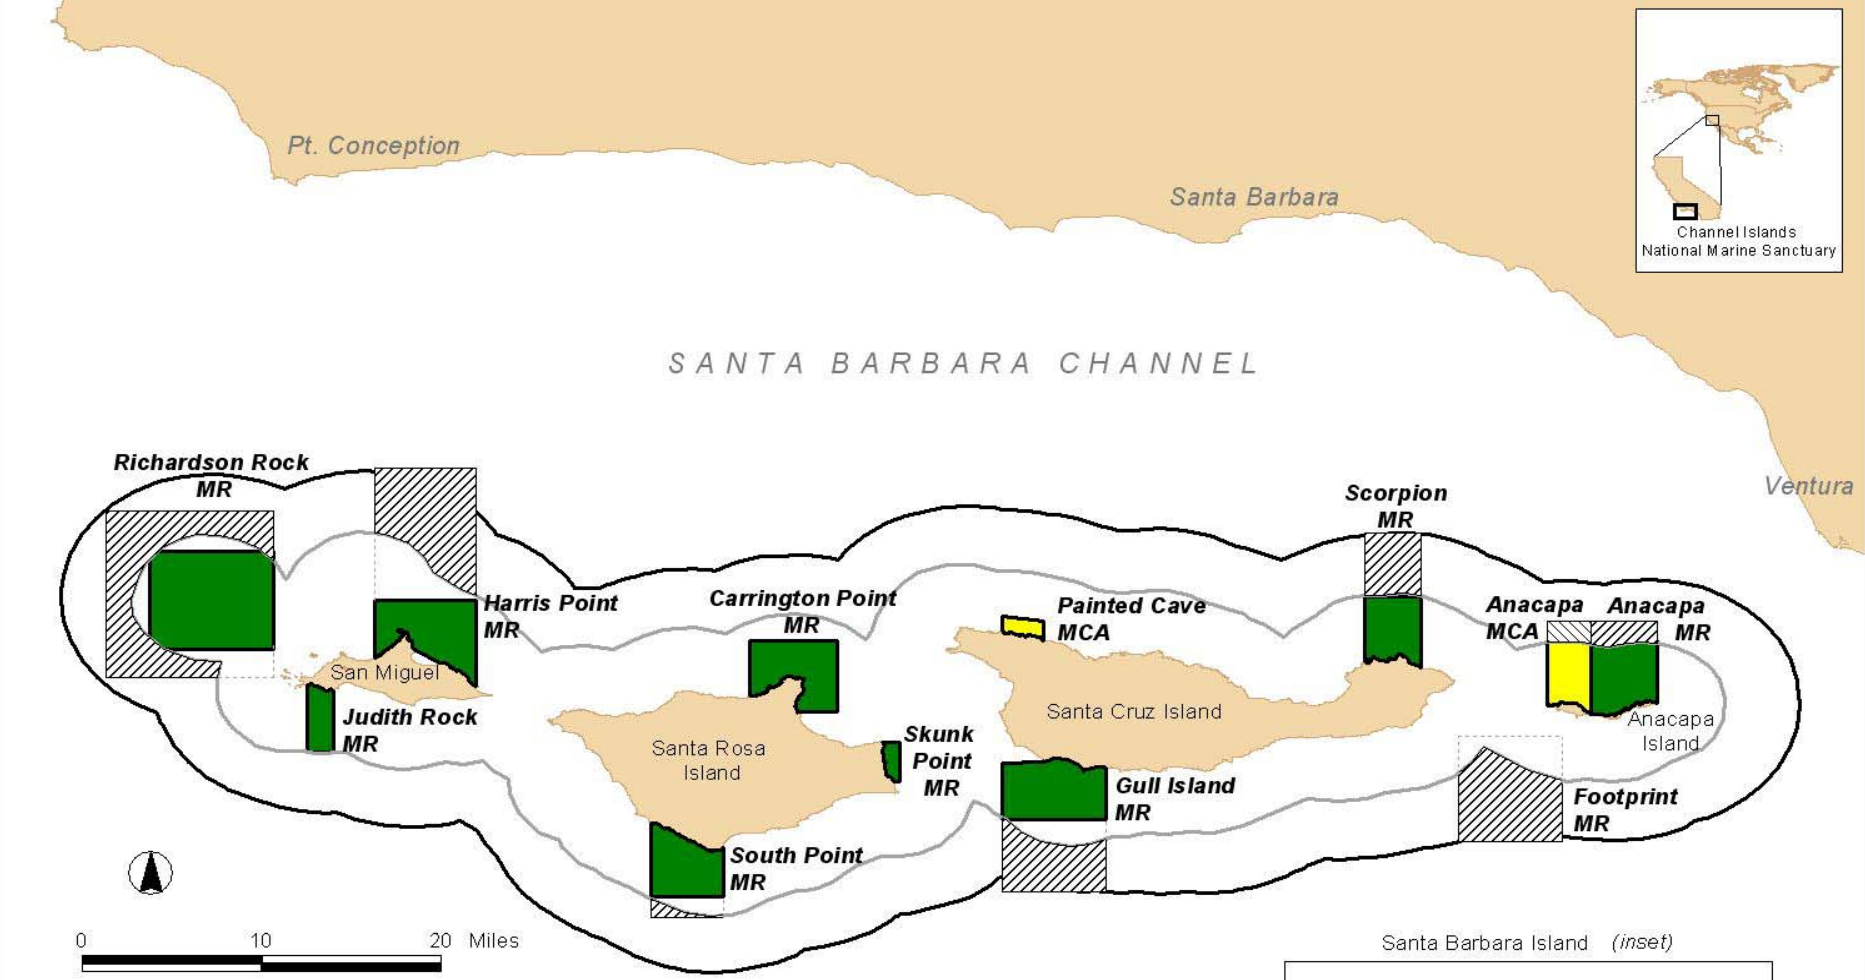 Pt. Conception
Santa Barbara
Channel Islands
National Marine Sanctuary
SANTA BARBARA CHANNEL
Richardson Rock
MR
Ventura
Scorpion
MR
Harris Point
MR
Carrington Point
MR
Painted Cave
MCA
Anacapa
MCA
Anacapa
MR
San Miguel
Judith Rock
MR
Santa Rosa
Island
Skunk
Point
MR
Santa Cruz Island
Anacapa
Island
Gull Island
MR
Footprint
MR
South Point
MR
0 10 20 Miles
Santa Barbara Island (inset)